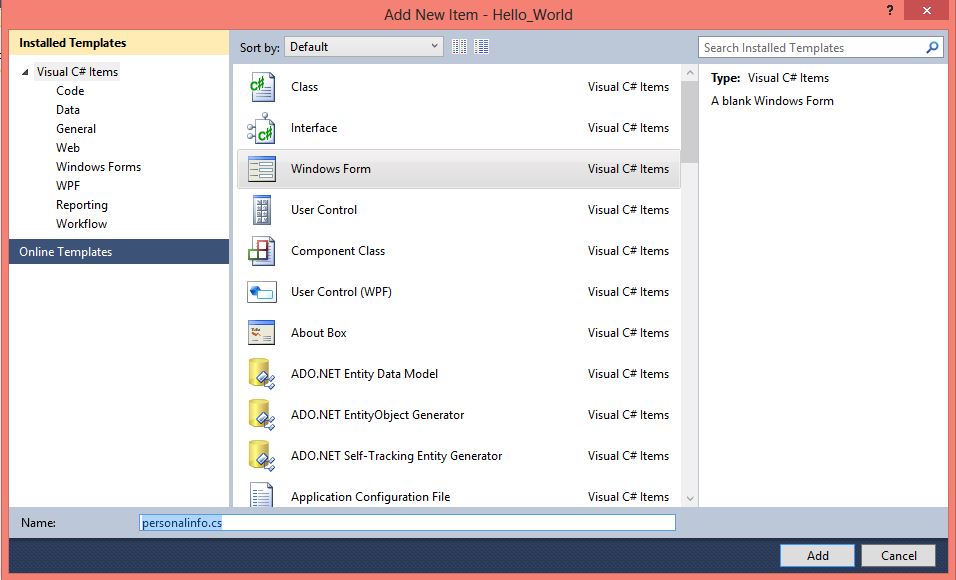 Add New Item - Hello_World
?
Installed Templates
Sort by: Default
Search Installed Templates
Visual C# Items
Code
Data
General
Web
Windows Forms
WPF
Reporting
Workflow
Online Templates
Class Visual C# Items
Interface Visual C# Items
Windows Form Visual C# Items
User Control Visual C# Items
Component Class Visual C# Items
User Control (WPF) Visual C# Items
About Box Visual C# Items
ADO.NET Entity Data Model Visual C# Items
ADO.NET EntityObject Generator Visual C# Items
ADO.NET Self-Tracking Entity Generator Visual C# Items
Application Configuration File Visual C# Items
Type: Visual C# Items
A blank Windows Form
Name: personalinfo.cs
Add Cancel